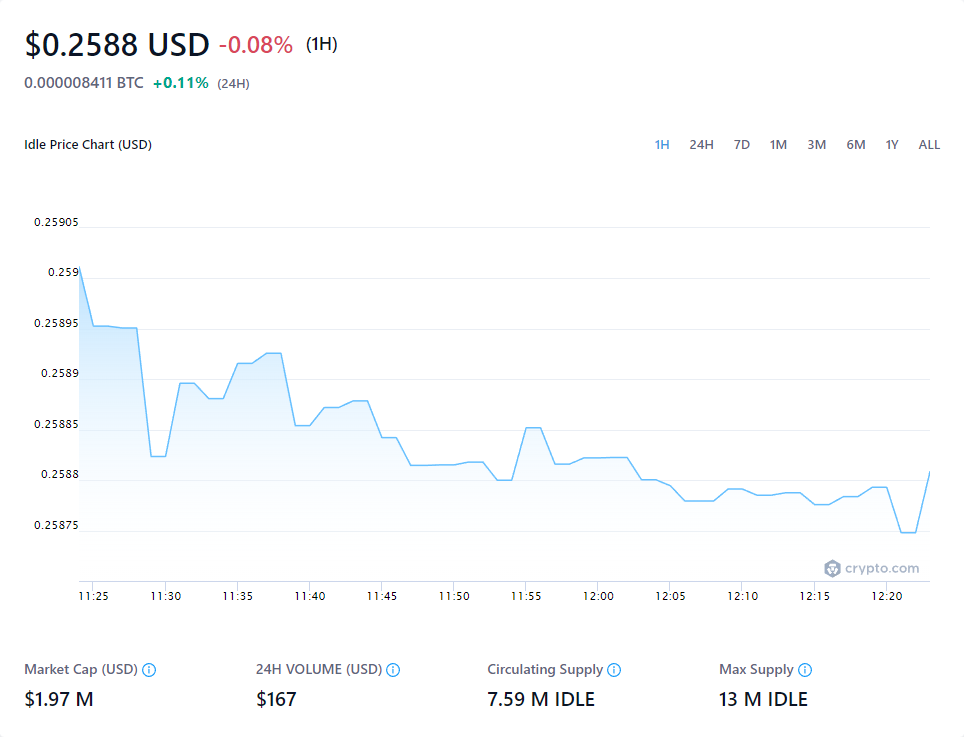 $0.2588 USD -0.08% (1H)
0.000008411 BTC +0.11% (24H)
Idle Price Chart (USD) 1H 24H 7D 1M 3M 6M 1Y ALL
0.25905
0.259
0.25895
0.2589
0.25885
0.2588
0.25875
crypto.com
11:25 11:30 11:35 11:40 11:45 11:50 11:55 12:00 12:05 12:10 12:15 12:20
Market Cap (USD) 24H VOLUME (USD) Circulating Supply Max Supply
$1.97 M $167 7.59 M IDLE 13 M IDLE